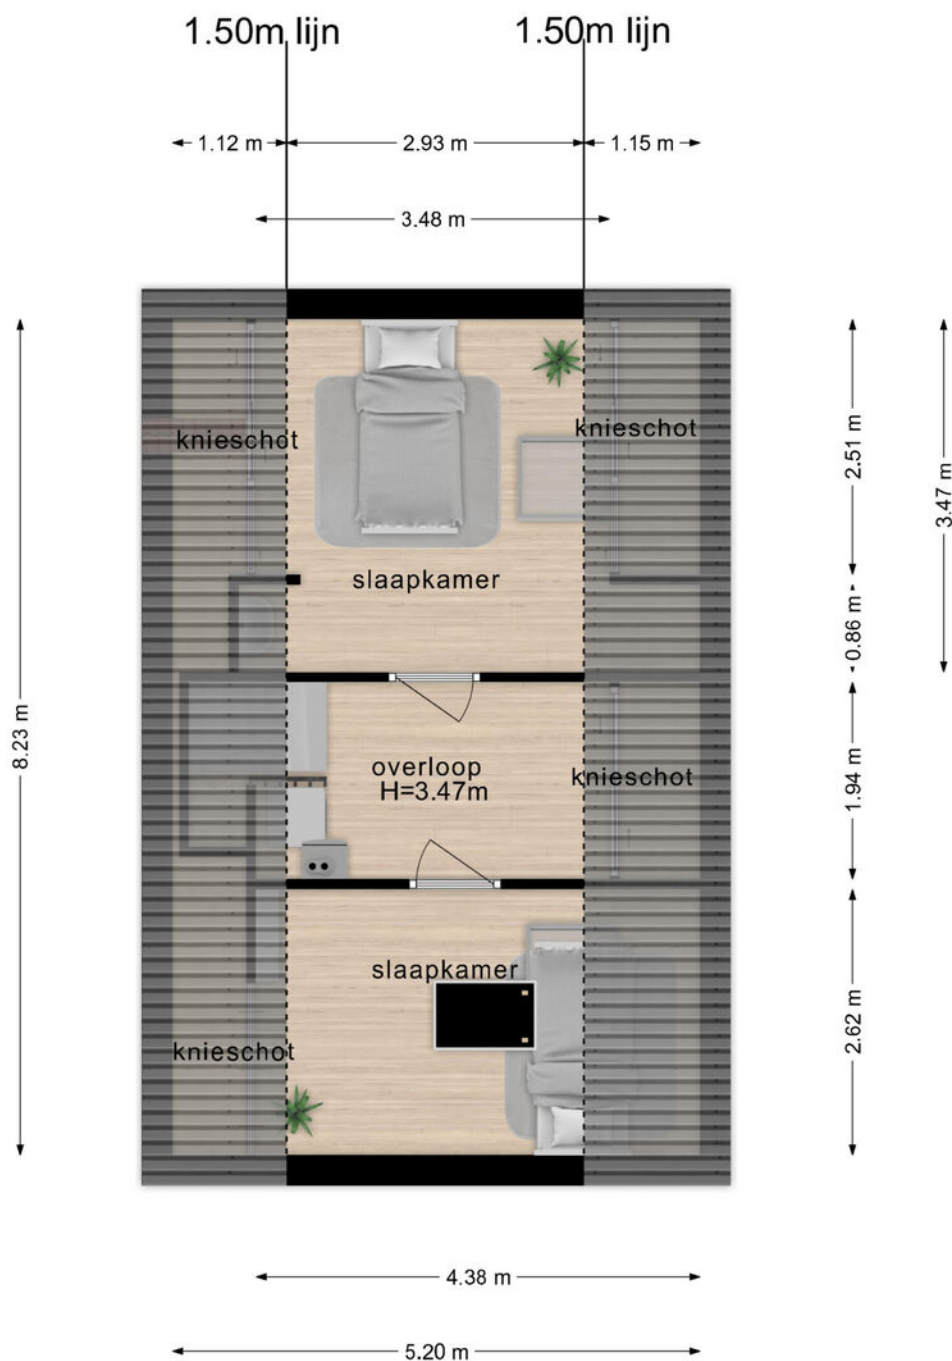 1.50m lijn
1.50m lijn
1.12 m
2.93 m
1.15 m
3.48 m
knieschot
knieschot
2.51 m
3.47 m
slaapkamer
0.86 m
8.23 m
overloop
H=3.47m
knieschot
1.94 m
slaapkamer
knieschot
2.62 m
4.38 m
5.20 m